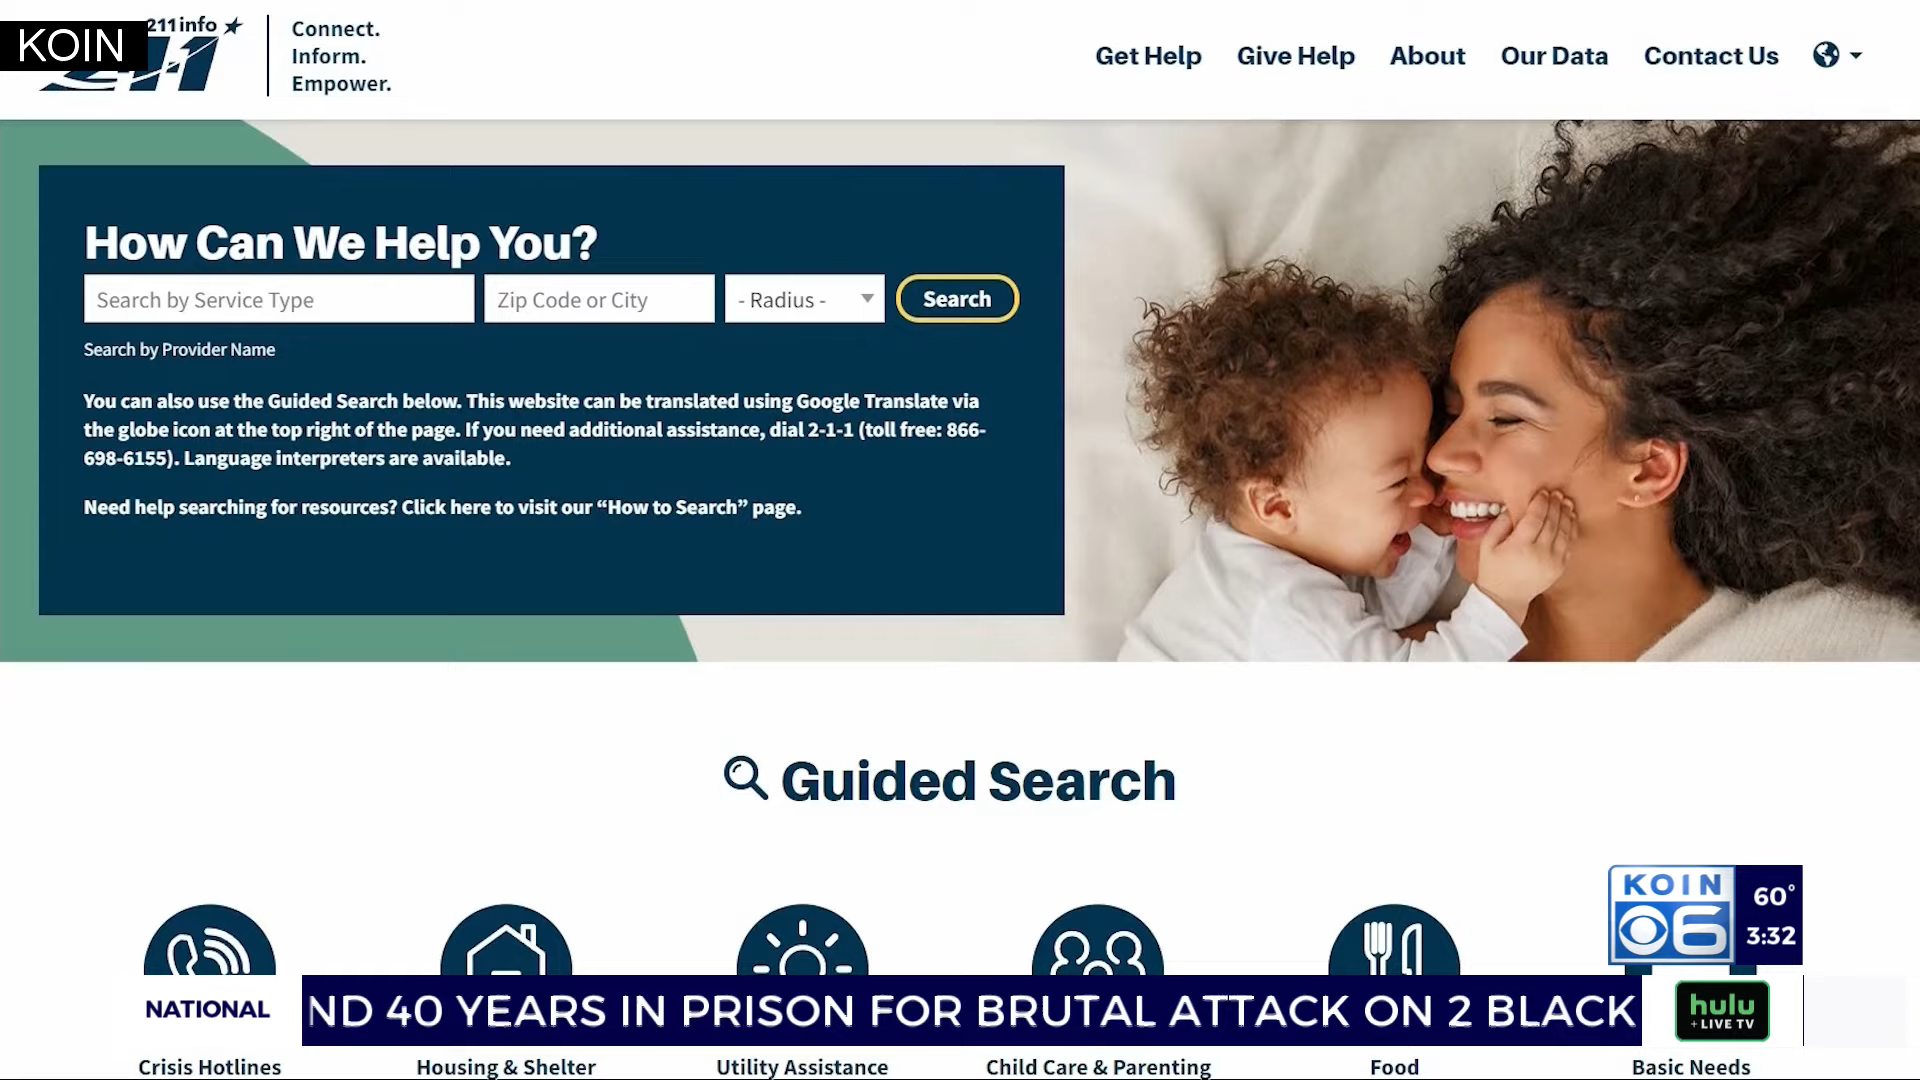 KOIN
211info
211
Connect.
Inform.
Empower.
Get Help
Give Help
About
Our Data
Contact Us
How Can We Help You?
Search by Service Type
Zip Code or City
- Radius -
Search
Search by Provider Name
You can also use the Guided Search below. This website can be translated using Google Translate via
the globe icon at the top right of the page. If you need additional assistance, dial 2-1-1 (toll free: 866-
698-6155). Language interpreters are available.
Need help searching for resources? Click here to visit our “How to Search” page.
Guided Search
KOIN
6
60°
3:32
NATIONAL
ND 40 YEARS IN PRISON FOR BRUTAL ATTACK ON 2 BLACK
hulu
+ LIVE TV
Crisis Hotlines
Housing & Shelter
Utility Assistance
Child Care & Parenting
Food
Basic Needs